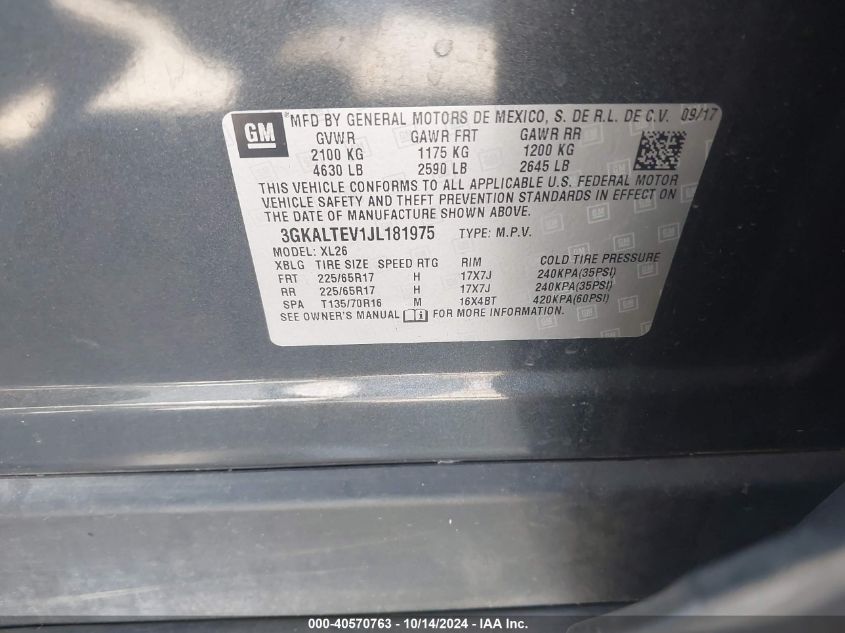 GM
*MFD BY GENERAL MOTORS DE MEXICO, S. DE R.L. DE C.V. 09/17
GVWR GAWR FRT GAWR RR
2100 KG 1175 KG 1200 KG
4630 LB 2590 LB 2645 LB
THIS VEHICLE CONFORMS TO ALL APPLICABLE U.S. FEDERAL MOTOR
VEHICLE SAFETY AND THEFT PREVENTION STANDARDS IN EFFECT ON
THE DATE OF MANUFACTURE SHOWN ABOVE.
3GKALTEV1JL181975 TYPE: M.P.V.
MODEL: XL26
XBLG TIRE SIZE SPEED RTG RIM COLD TIRE PRESSURE
FRT 225/65R17 H 17X7J 240KPA(35PSI)
RR 225/65R17 H 17X7J 240KPA(35PSI)
SPA T135/70R16 M 16X4BT 420KPA(60PSI)
SEE OWNER'S MANUAL FOR MORE INFORMATION.
000-40570763 - 10/14/2024 - IAA Inc.